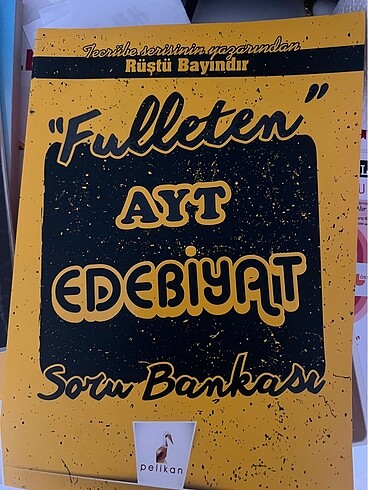 Tecrübe serisinin yazarından
Rüştü Bayındır
"Fulleten"
AYT
EDEBİYAT
Soru Bankası
pelikan